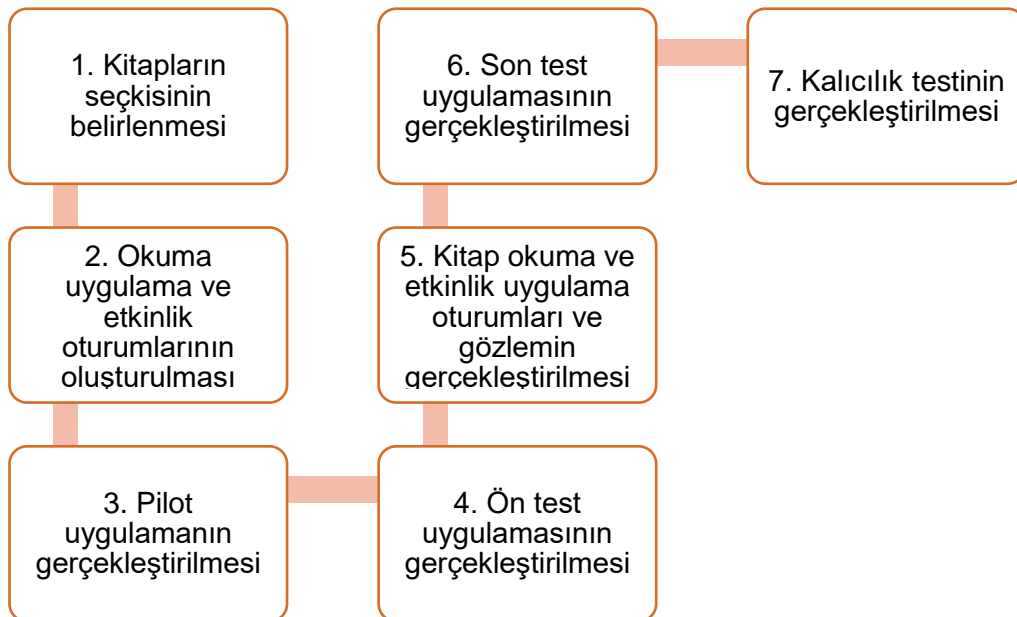 1. Kitapların
seçkisinin
belirlenmesi
2. Okuma
uygulama ve
etkinlik
oturumlarının
oluşturulması
3. Pilot
uygulamanın
gerçekleştirilmesi
4. Ön test
uygulamasının
gerçekleştirilmesi
5. Kitap okuma ve
etkinlik uygulama
oturumları ve
gözlemin
gerçekleştirilmesi
6. Son test
uygulamasının
gerçekleştirilmesi
7. Kalıcılık testinin
gerçekleştirilmesi